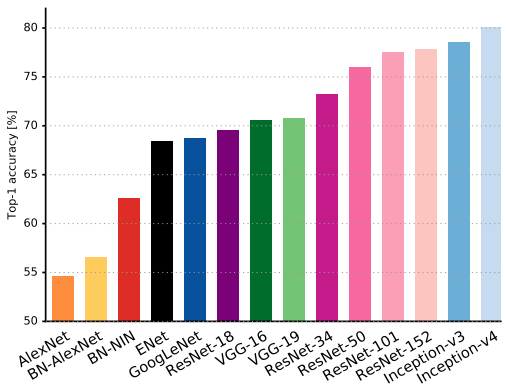 80
75
70
65
60
55
50
Top-1 accuracy [%]
AlexNet
BN-AlexNet
BN-NIN
ENet
GoogLeNet
ResNet-18
VGG-16
VGG-19
ResNet-34
ResNet-50
ResNet-101
ResNet-152
Inception-v3
Inception-v4